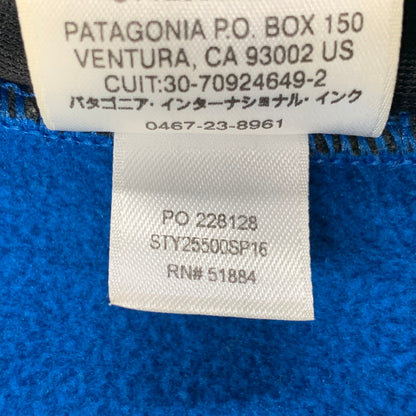 PATAGONIA P.O. BOX 150
VENTURA, CA 93002 US
CUIT:30-70924649-2
パタゴニア・インターナショナル・インク
0467-23-8961
PO 228128
STY25500SP16
RN# 51884